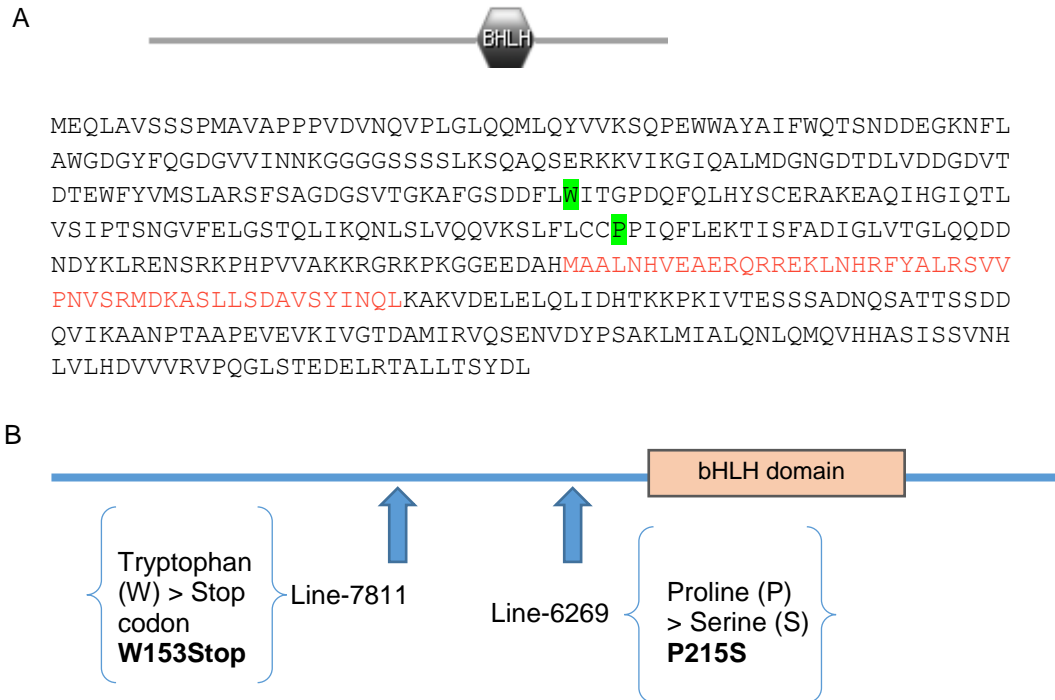 A
BHLH
MEQLAVSSSPMAVAPPPVDVNQVPLGLQQMLQYVVKSQPEWWAYAIFWQTSNDDEGKNFL
AWGDGYFQGDGVVINNKGGGGSSSSLKSQAQSERKKVIKGIQALMDGNGDTDLVDDGDVT
DTEWFYVMSLARSFSAGDGSVTGKAFGSDDFLWITGPDQFQLHYSCERAKEAQIHGIQTL
VSIPTSNGVFELGSTQLIKQNLSLVQQVKSLFLCCPPIQFLEKTISFADIGLVTGLQQDD
NDYKLRENSRKPHPVVAKKRGRKPKGGEEDAHMAALNHVEAERQRREKLNHRFYALRSVV
PNVSRMDKASLLSDAVSYINQLKAKVDELELQLIDHTKKPKIVTESSSADNQSATTSSDD
QVIKAANPTAAPEVEVKIVGTDAMIRVQSENVDYPSAKLMIALQNLQMQVHHASISSVNH
LVLHDVVVRVPQGLSTEDELRTALLTSYDL
B
bHLH domain
Tryptophan
(W) > Stop
codon
W153Stop
Line-7811
Line-6269
Proline (P)
> Serine (S)
P215S